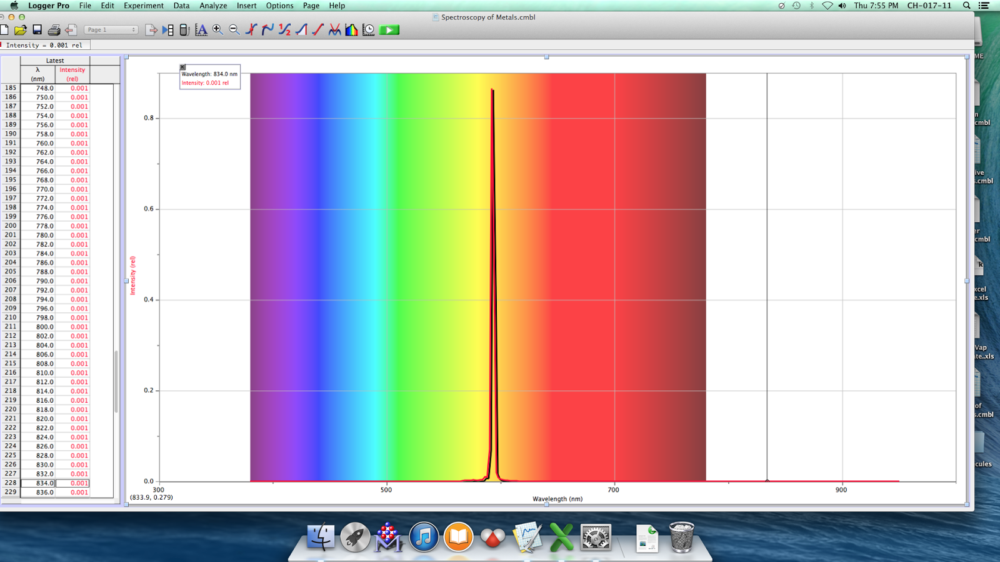 Logger Pro File Edit Experiment Data Analyze Insert Options Page Help Thu 7:55 PM CH-017-11
Spectroscopy of Metals.cmbl
Page 1
Intensity = 0.001 rel
Latest
λ Intensity
(nm) (rel)
185 748.0 0.001
186 750.0 0.001
187 752.0 0.001
188 754.0 0.001
189 756.0 0.001
190 758.0 0.001
191 760.0 0.001
192 762.0 0.001
193 764.0 0.001
194 766.0 0.001
195 768.0 0.001
196 770.0 0.001
197 772.0 0.001
198 774.0 0.001
199 776.0 0.001
200 778.0 0.001
201 780.0 0.001
202 782.0 0.001
203 784.0 0.001
204 786.0 0.001
205 788.0 0.001
206 790.0 0.001
207 792.0 0.001
208 794.0 0.001
209 796.0 0.001
210 798.0 0.001
211 800.0 0.001
212 802.0 0.001
213 804.0 0.001
214 806.0 0.001
215 808.0 0.001
216 810.0 0.001
217 812.0 0.001
218 814.0 0.001
219 816.0 0.001
220 818.0 0.001
221 820.0 0.001
222 822.0 0.001
223 824.0 0.001
224 826.0 0.001
225 828.0 0.001
226 830.0 0.001
227 832.0 0.001
228 834.0 0.001
229 836.0 0.001
Wavelength: 834.0 nm
Intensity: 0.001 rel
0.8
0.6
0.4
0.2
0.0
Intensity (rel)
300 500 700 900
(833.9, 0.279)
Wavelength (nm)
ME
n
cmbl
ive
s.cmbl
er
cmbl
k
xcel
e.xls
Vap
te..xls
of
s.cmbl
cules